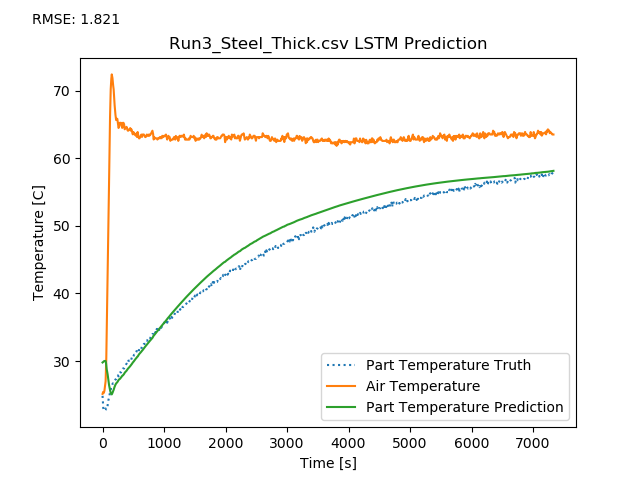 RMSE: 1.821
Run3_Steel_Thick.csv LSTM Prediction
Temperature [C]
70
60
50
40
30
Part Temperature Truth
Air Temperature
Part Temperature Prediction
0 1000 2000 3000 4000 5000 6000 7000
Time [s]